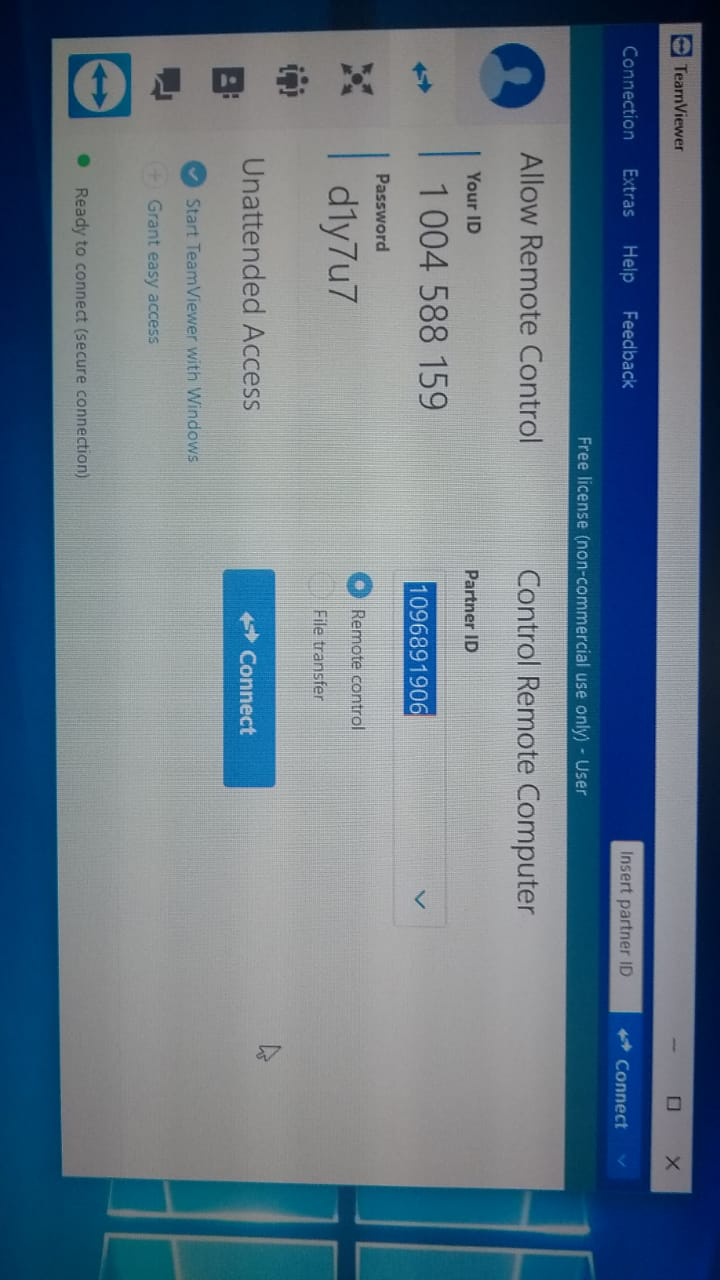 TeamViewer
Connection Extras Help Feedback
Insert partner ID
Connect
Free license (non-commercial use only) - User
Allow Remote Control
Your ID
1 004 588 159
Password
d1y7u7
Unattended Access
Start TeamViewer with Windows
Grant easy access
Control Remote Computer
Partner ID
1096891906
Remote control
File transfer
Connect
Ready to connect (secure connection)